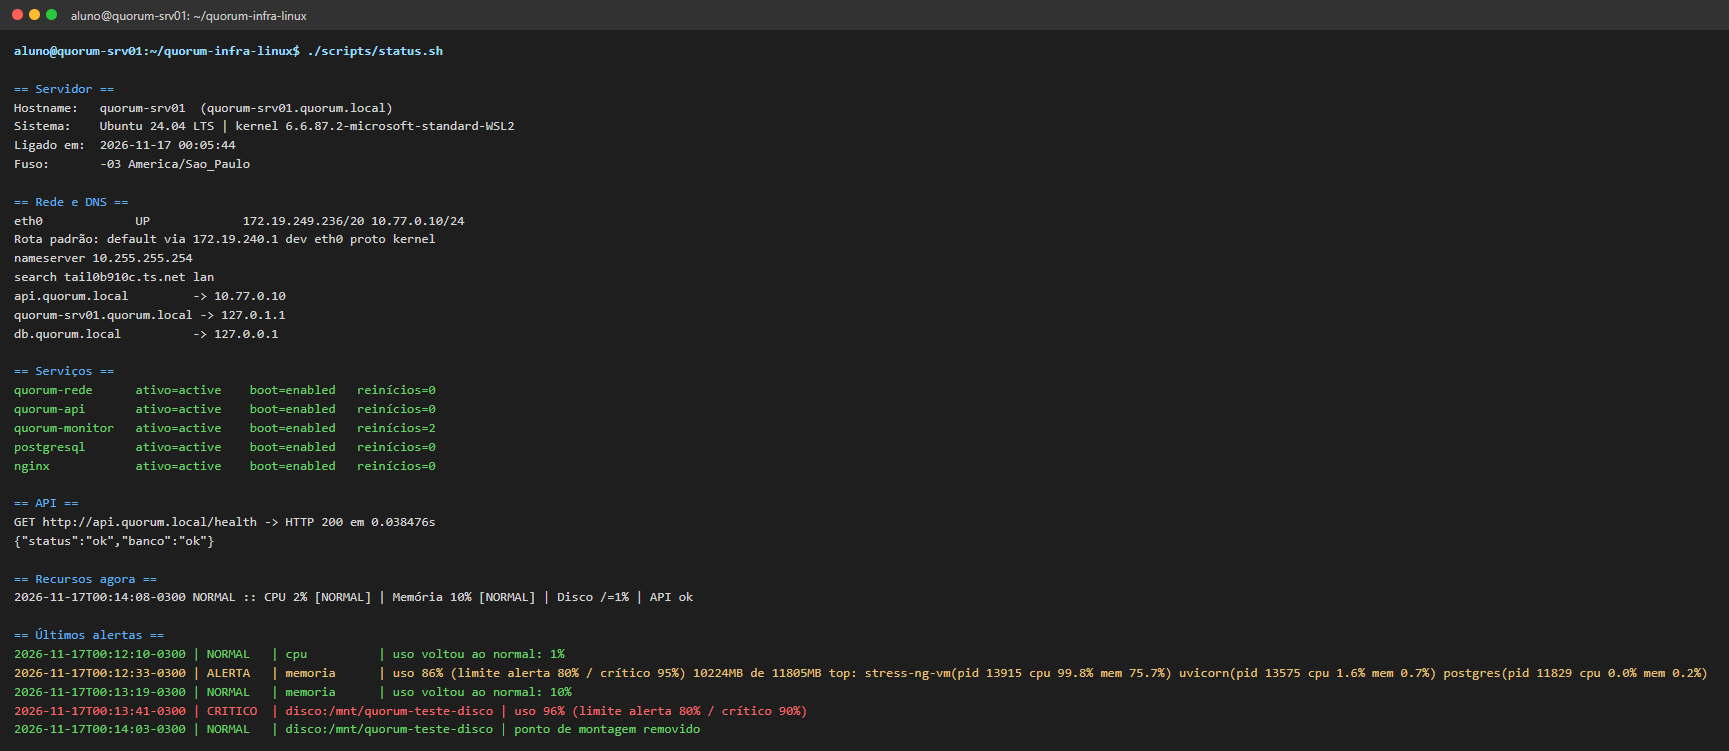 aluno@quorum-srv01: ~/quorum-infra-linux
aluno@quorum-srv01:~/quorum-infra-linux$ ./scripts/status.sh
== Servidor ==
Hostname:   quorum-srv01  (quorum-srv01.quorum.local)
Sistema:    Ubuntu 24.04 LTS | kernel 6.6.87.2-microsoft-standard-WSL2
Ligado em:  2026-11-17 00:05:44
Fuso:       -03 America/Sao_Paulo
== Rede e DNS ==
eth0             UP             172.19.249.236/20 10.77.0.10/24
Rota padrão: default via 172.19.240.1 dev eth0 proto kernel
nameserver 10.255.255.254
search tail0b910c.ts.net lan
api.quorum.local         -> 10.77.0.10
quorum-srv01.quorum.local -> 127.0.1.1
db.quorum.local          -> 127.0.0.1
== Serviços ==
quorum-rede      ativo=active    boot=enabled   reinícios=0
quorum-api       ativo=active    boot=enabled   reinícios=0
quorum-monitor   ativo=active    boot=enabled   reinícios=2
postgresql       ativo=active    boot=enabled   reinícios=0
nginx            ativo=active    boot=enabled   reinícios=0
== API ==
GET http://api.quorum.local/health -> HTTP 200 em 0.038476s
{"status":"ok","banco":"ok"}
== Recursos agora ==
2026-11-17T00:14:08-0300 NORMAL :: CPU 2% [NORMAL] | Memória 10% [NORMAL] | Disco /=1% | API ok
== Últimos alertas ==
2026-11-17T00:12:10-0300 | NORMAL   | cpu          | uso voltou ao normal: 1%
2026-11-17T00:12:33-0300 | ALERTA   | memoria      | uso 86% (limite alerta 80% / crítico 95%) 10224MB de 11805MB top: stress-ng-vm(pid 13915 cpu 99.8% mem 75.7%) uvicorn(pid 13575 cpu 1.6% mem 0.7%) postgres(pid 11829 cpu 0.0% mem 0.2%)
2026-11-17T00:13:19-0300 | NORMAL   | memoria      | uso voltou ao normal: 10%
2026-11-17T00:13:41-0300 | CRITICO  | disco:/mnt/quorum-teste-disco | uso 96% (limite alerta 80% / crítico 90%)
2026-11-17T00:14:03-0300 | NORMAL   | disco:/mnt/quorum-teste-disco | ponto de montagem removido